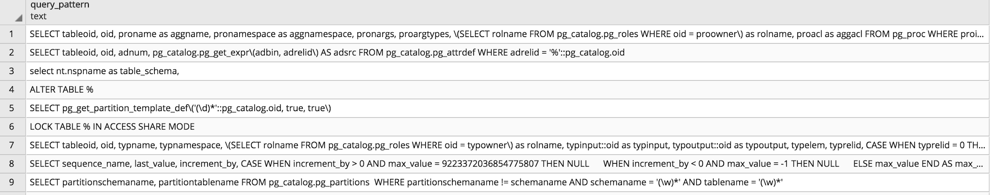 query_pattern
text
1 SELECT tableoid, oid, proname as aggname, pronamespace as aggnamespace, pronargs, proargtypes, \(SELECT rolname FROM pg_catalog.pg_roles WHERE oid = proowner\) as rolname, proacl as aggacl FROM pg_proc WHERE proi...
2 SELECT tableoid, oid, adnum, pg_catalog.pg_get_expr\(adbin, adrelid\) AS adsrc FROM pg_catalog.pg_attrdef WHERE adrelid = '%'::pg_catalog.oid
3 select nt.nspname as table_schema,
4 ALTER TABLE %
5 SELECT pg_get_partition_template_def\('(\d)*'::pg_catalog.oid, true, true\)
6 LOCK TABLE % IN ACCESS SHARE MODE
7 SELECT tableoid, oid, typname, typnamespace, \(SELECT rolname FROM pg_catalog.pg_roles WHERE oid = typowner\) as rolname, typinput::oid as typinput, typoutput::oid as typoutput, typelem, typrelid, CASE WHEN typrelid = 0 TH...
8 SELECT sequence_name, last_value, increment_by, CASE WHEN increment_by > 0 AND max_value = 9223372036854775807 THEN NULL      WHEN increment_by < 0 AND max_value = -1 THEN NULL      ELSE max_value END AS max_...
9 SELECT partitionschemaname, partitiontablename FROM pg_catalog.pg_partitions  WHERE partitionschemaname != schemaname AND schemaname = '(\w)*' AND tablename = '(\w)*'